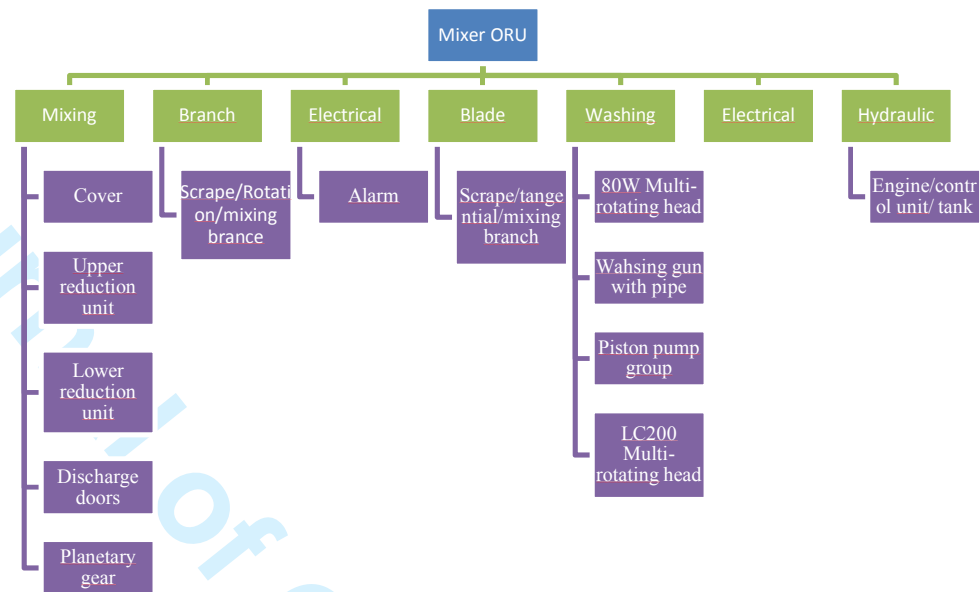 Mixer ORU
Mixing
Branch
Electrical
Blade
Washing
Electrical
Hydraulic
Cover
Upper
reduction
unit
Lower
reduction
unit
Discharge
doors
Planetary
gear
Scrape/Rotati
on/mixing
brance
Alarm
Scrape/tange
ntial/mixing
branch
80W Multi-
rotating head
Wahsing gun
with pipe
Piston pump
group
LC200
Multi-
rotating head
Engine/contr
ol unit/ tank